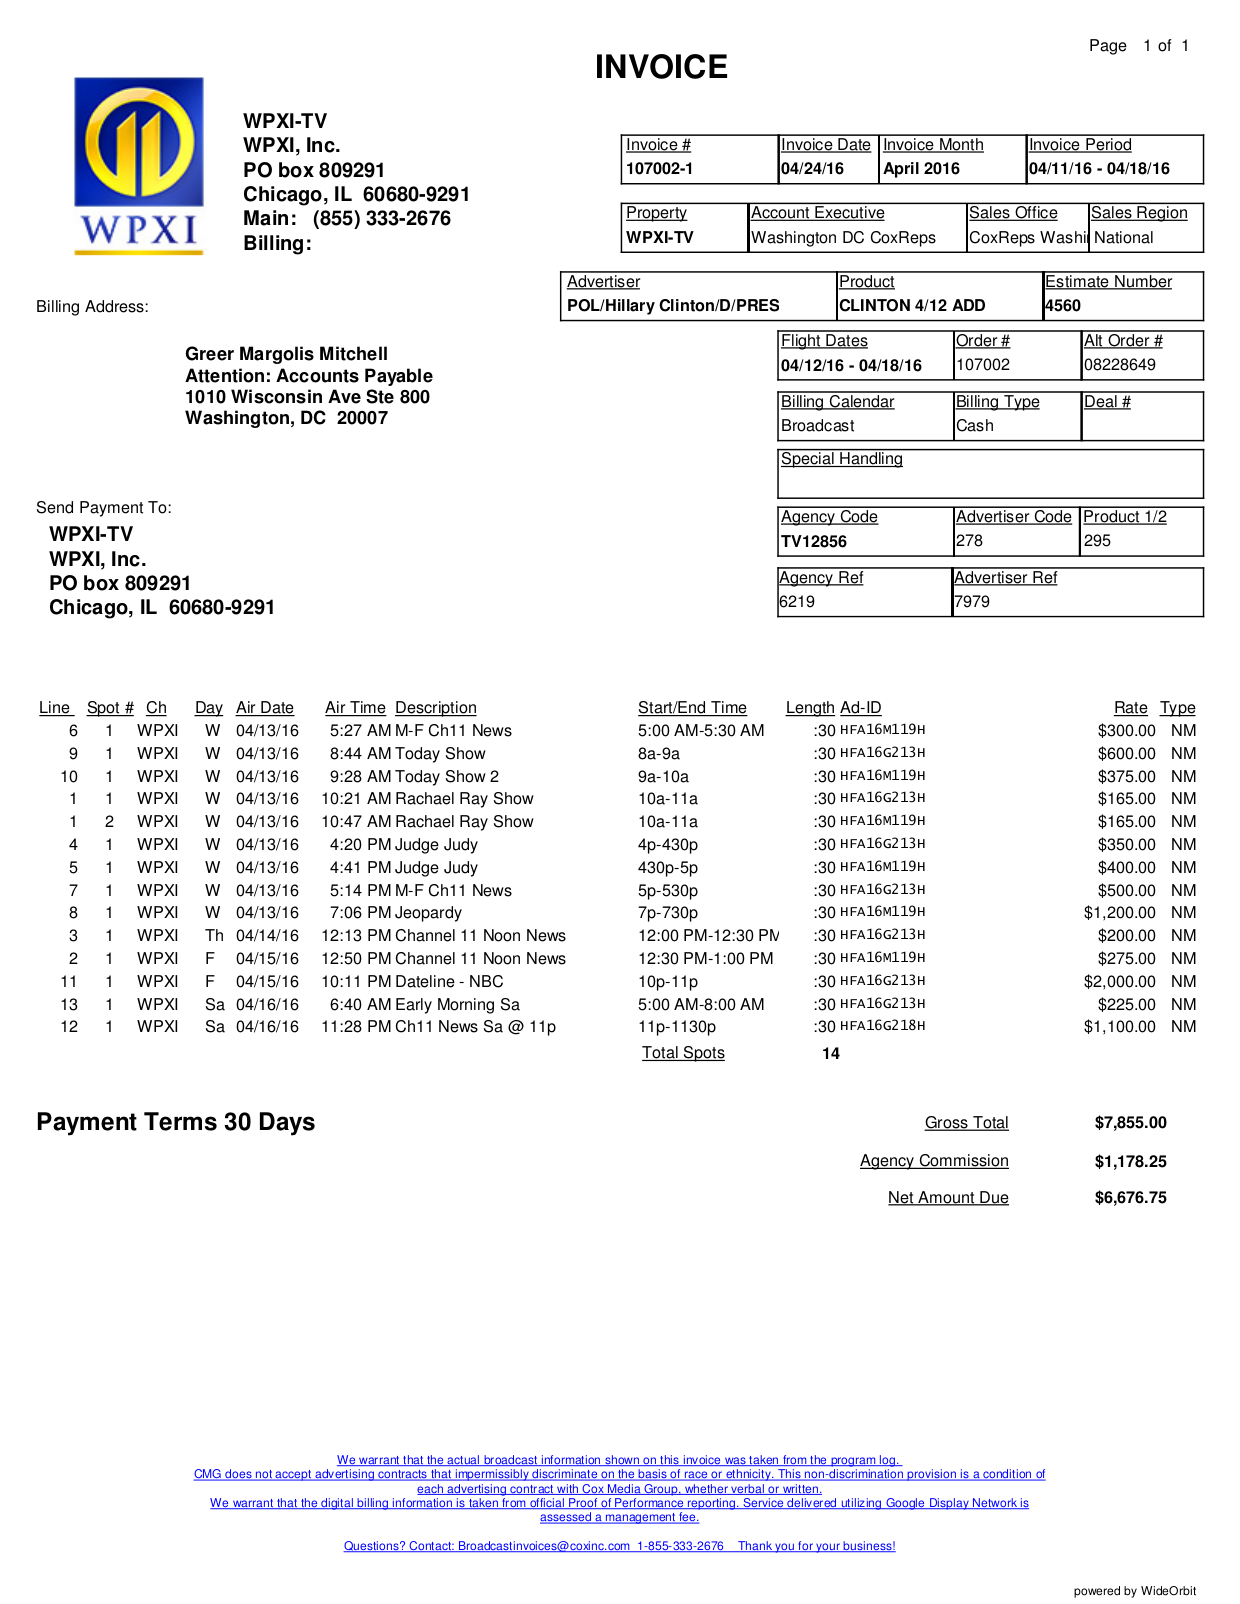 Page 1 of 1
INVOICE
WPXI
WPXI-TV
WPXI, Inc.
PO box 809291
Chicago, IL 60680-9291
Main: (855) 333-2676
Billing:
Invoice # Invoice Date Invoice Month Invoice Period
107002-1 04/24/16 April 2016 04/11/16 - 04/18/16
Property Account Executive Sales Office Sales Region
WPXI-TV Washington DC CoxReps CoxReps Washi National
Advertiser Product Estimate Number
POL/Hillary Clinton/D/PRES CLINTON 4/12 ADD 4560
Billing Address:
Greer Margolis Mitchell
Attention: Accounts Payable
1010 Wisconsin Ave Ste 800
Washington, DC 20007
Flight Dates Order # Alt Order #
04/12/16 - 04/18/16 107002 08228649
Billing Calendar Billing Type Deal #
Broadcast Cash
Special Handling
Agency Code Advertiser Code Product 1/2
TV12856 278 295
Agency Ref Advertiser Ref
6219 7979
Send Payment To:
WPXI-TV
WPXI, Inc.
PO box 809291
Chicago, IL 60680-9291
Line Spot # Ch Day Air Date Air Time Description Start/End Time Length Ad-ID Rate Type
6 1 WPXI W 04/13/16 5:27 AM M-F Ch11 News 5:00 AM-5:30 AM :30 HFA16M119H $300.00 NM
9 1 WPXI W 04/13/16 8:44 AM Today Show 8a-9a :30 HFA16G213H $600.00 NM
10 1 WPXI W 04/13/16 9:28 AM Today Show 2 9a-10a :30 HFA16M119H $375.00 NM
1 1 WPXI W 04/13/16 10:21 AM Rachael Ray Show 10a-11a :30 HFA16G213H $165.00 NM
1 2 WPXI W 04/13/16 10:47 AM Rachael Ray Show 10a-11a :30 HFA16M119H $165.00 NM
4 1 WPXI W 04/13/16 4:20 PM Judge Judy 4p-430p :30 HFA16G213H $350.00 NM
5 1 WPXI W 04/13/16 4:41 PM Judge Judy 430p-5p :30 HFA16M119H $400.00 NM
7 1 WPXI W 04/13/16 5:14 PM M-F Ch11 News 5p-530p :30 HFA16G213H $500.00 NM
8 1 WPXI W 04/13/16 7:06 PM Jeopardy 7p-730p :30 HFA16M119H $1,200.00 NM
3 1 WPXI Th 04/14/16 12:13 PM Channel 11 Noon News 12:00 PM-12:30 PM :30 HFA16G213H $200.00 NM
2 1 WPXI F 04/15/16 12:50 PM Channel 11 Noon News 12:30 PM-1:00 PM :30 HFA16M119H $275.00 NM
11 1 WPXI F 04/15/16 10:11 PM Dateline - NBC 10p-11p :30 HFA16G213H $2,000.00 NM
13 1 WPXI Sa 04/16/16 6:40 AM Early Morning Sa 5:00 AM-8:00 AM :30 HFA16G213H $225.00 NM
12 1 WPXI Sa 04/16/16 11:28 PM Ch11 News Sa @ 11p 11p-1130p :30 HFA16G218H $1,100.00 NM
Total Spots 14
Payment Terms 30 Days
Gross Total $7,855.00
Agency Commission $1,178.25
Net Amount Due $6,676.75
We warrant that the actual broadcast information shown on this invoice was taken from the program log.
CMG does not accept advertising contracts that impermissibly discriminate on the basis of race or ethnicity. This non-discrimination provision is a condition of
each advertising contract with Cox Media Group, whether verbal or written.
We warrant that the digital billing information is taken from official Proof of Performance reporting. Service delivered utilizing Google Display Network is
assessed a management fee.
Questions? Contact: Broadcastinvoices@coxinc.com 1-855-333-2676 Thank you for your business!
powered by WideOrbit